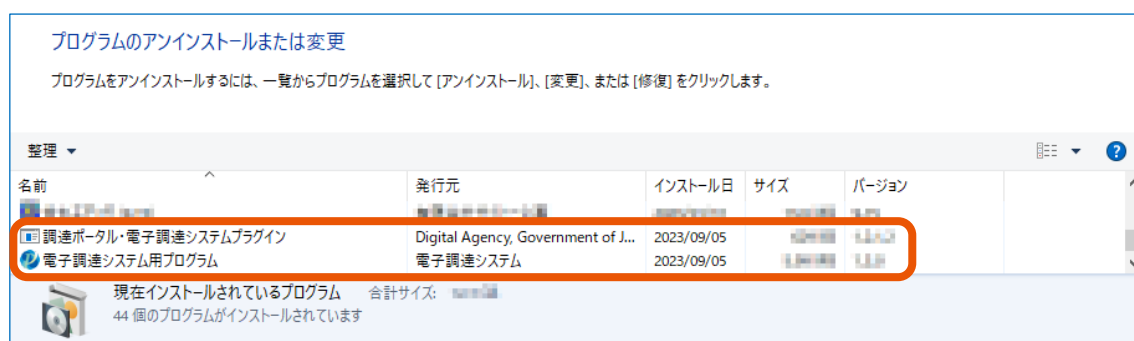 プログラムのアンインストールまたは変更
プログラムをアンインストールするには、一覧からプログラムを選択して [アンインストール]、[変更]、または [修復] をクリックします。
整理
名前 発行元 インストール日 サイズ バージョン
調達ポータル・電子調達システムプラグイン Digital Agency, Government of J... 2023/09/05
電子調達システム用プログラム 電子調達システム 2023/09/05
現在インストールされているプログラム 合計サイズ:
44 個のプログラムがインストールされています